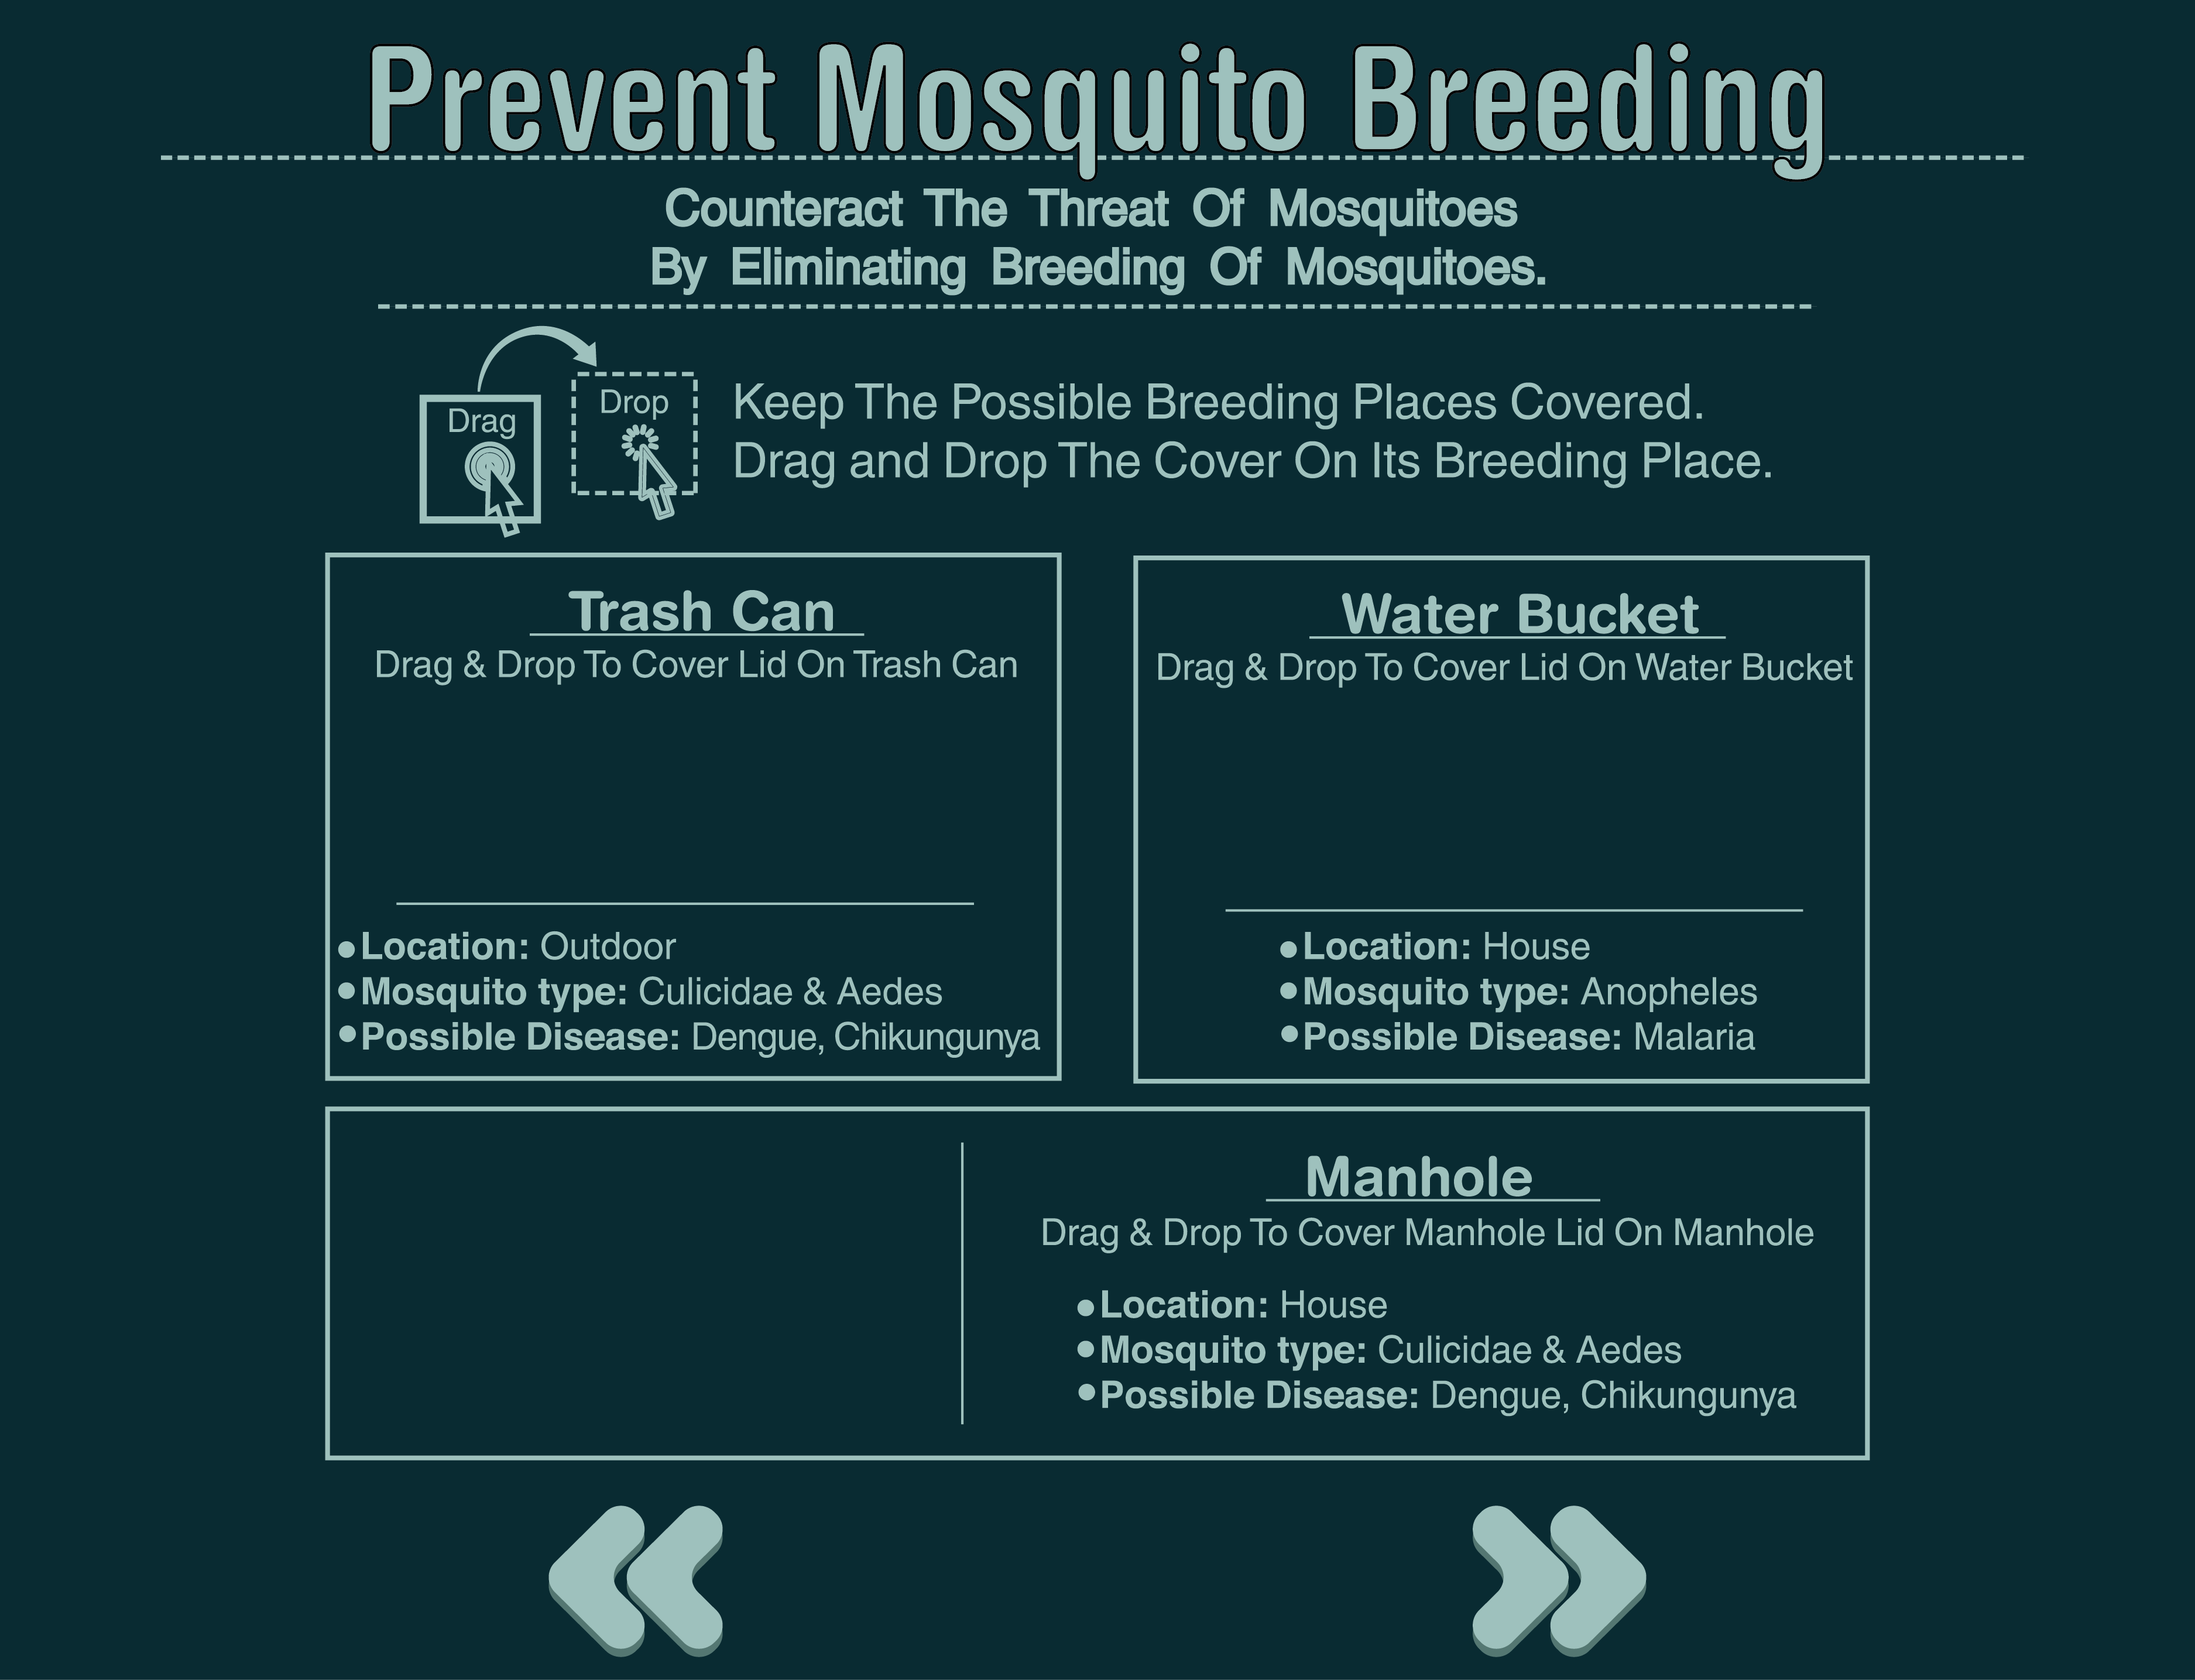 Prevent Mosquito Breeding
Counteract The Threat Of Mosquitoes
By Eliminating Breeding Of Mosquitoes.
Drag
Drop
Keep The Possible Breeding Places Covered.
Drag and Drop The Cover On Its Breeding Place.
Trash Can
Drag & Drop To Cover Lid On Trash Can
• Location: Outdoor
• Mosquito type: Culicidae & Aedes
• Possible Disease: Dengue, Chikungunya
Water Bucket
Drag & Drop To Cover Lid On Water Bucket
• Location: House
• Mosquito type: Anopheles
• Possible Disease: Malaria
Manhole
Drag & Drop To Cover Manhole Lid On Manhole
• Location: House
• Mosquito type: Culicidae & Aedes
• Possible Disease: Dengue, Chikungunya